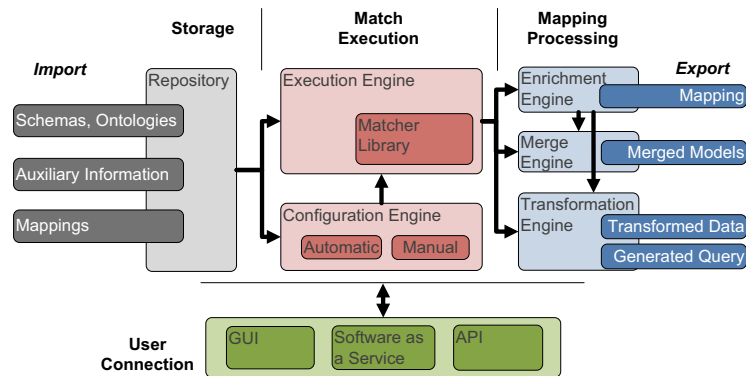 Storage
Match
Execution
Mapping
Processing
Import
Export
Repository
Schemas, Ontologies
Auxiliary Information
Mappings
Execution Engine
Matcher
Library
Configuration Engine
Automatic
Manual
Enrichment
Engine
Mapping
Merge
Engine
Merged Models
Transformation
Engine
Transformed Data
Generated Query
User
Connection
GUI
Software as
a Service
API